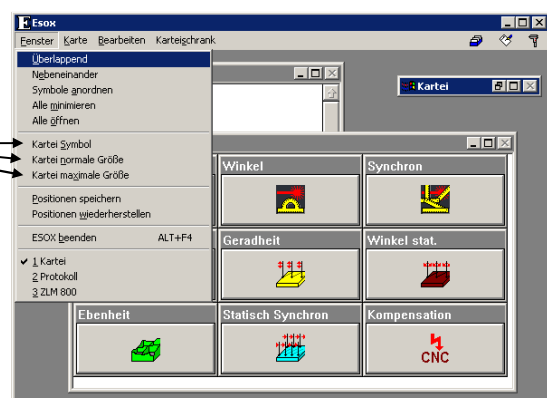 Esox
Fenster Karte Bearbeiten Karteischrank
Überlappend
Nebeneinander
Symbole anordnen
Alle minimieren
Alle öffnen
Kartei Symbol
Kartei normale Größe
Kartei maximale Größe
Positionen speichern
Positionen wiederherstellen
ESOX beenden ALT+F4
1 Kartei
2 Protokoll
3 ZLM 800
Kartei
Winkel Synchron
Geradheit Winkel stat.
Ebenheit Statisch Synchron Kompensation
CNC